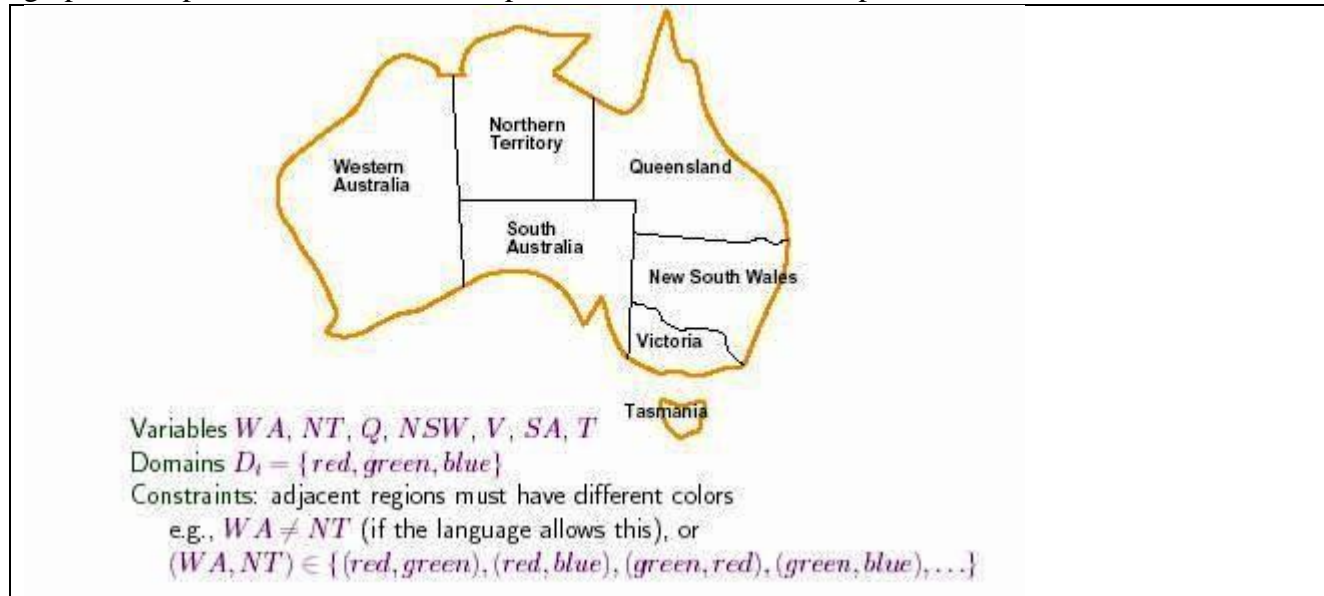 Northern
Territory
Western
Australia
Queensland
South
Australia
New South Wales
Victoria
Tasmania
Variables WA, NT, Q, NSW, V, SA, T
Domains Dᵢ = {red, green, blue}
Constraints: adjacent regions must have different colors
e.g., WA ≠ NT (if the language allows this), or
(WA, NT) ∈ {(red, green), (red, blue), (green, red), (green, blue), ...}